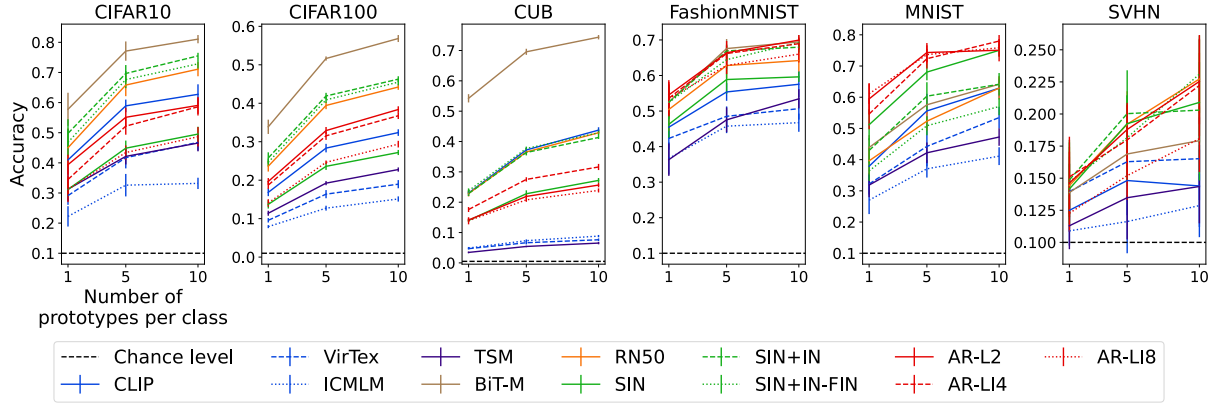 CIFAR10 CIFAR100 CUB FashionMNIST MNIST SVHN
Accuracy
0.8 0.7 0.6 0.5 0.4 0.3 0.2 0.1
0.6 0.5 0.4 0.3 0.2 0.1 0.0
0.8 0.7 0.6 0.5 0.4 0.3 0.2 0.1 0.0
0.7 0.6 0.5 0.4 0.3 0.2 0.1
0.8 0.7 0.6 0.5 0.4 0.3 0.2 0.1
0.250 0.225 0.200 0.175 0.150 0.125 0.100
1 5 10 1 5 10 1 5 10 1 5 10 1 5 10 1 5 10
Number of
prototypes per class
Chance level VirTex TSM RN50 SIN+IN AR-L2 AR-LI8
CLIP ICMLM BiT-M SIN SIN+IN-FIN AR-LI4